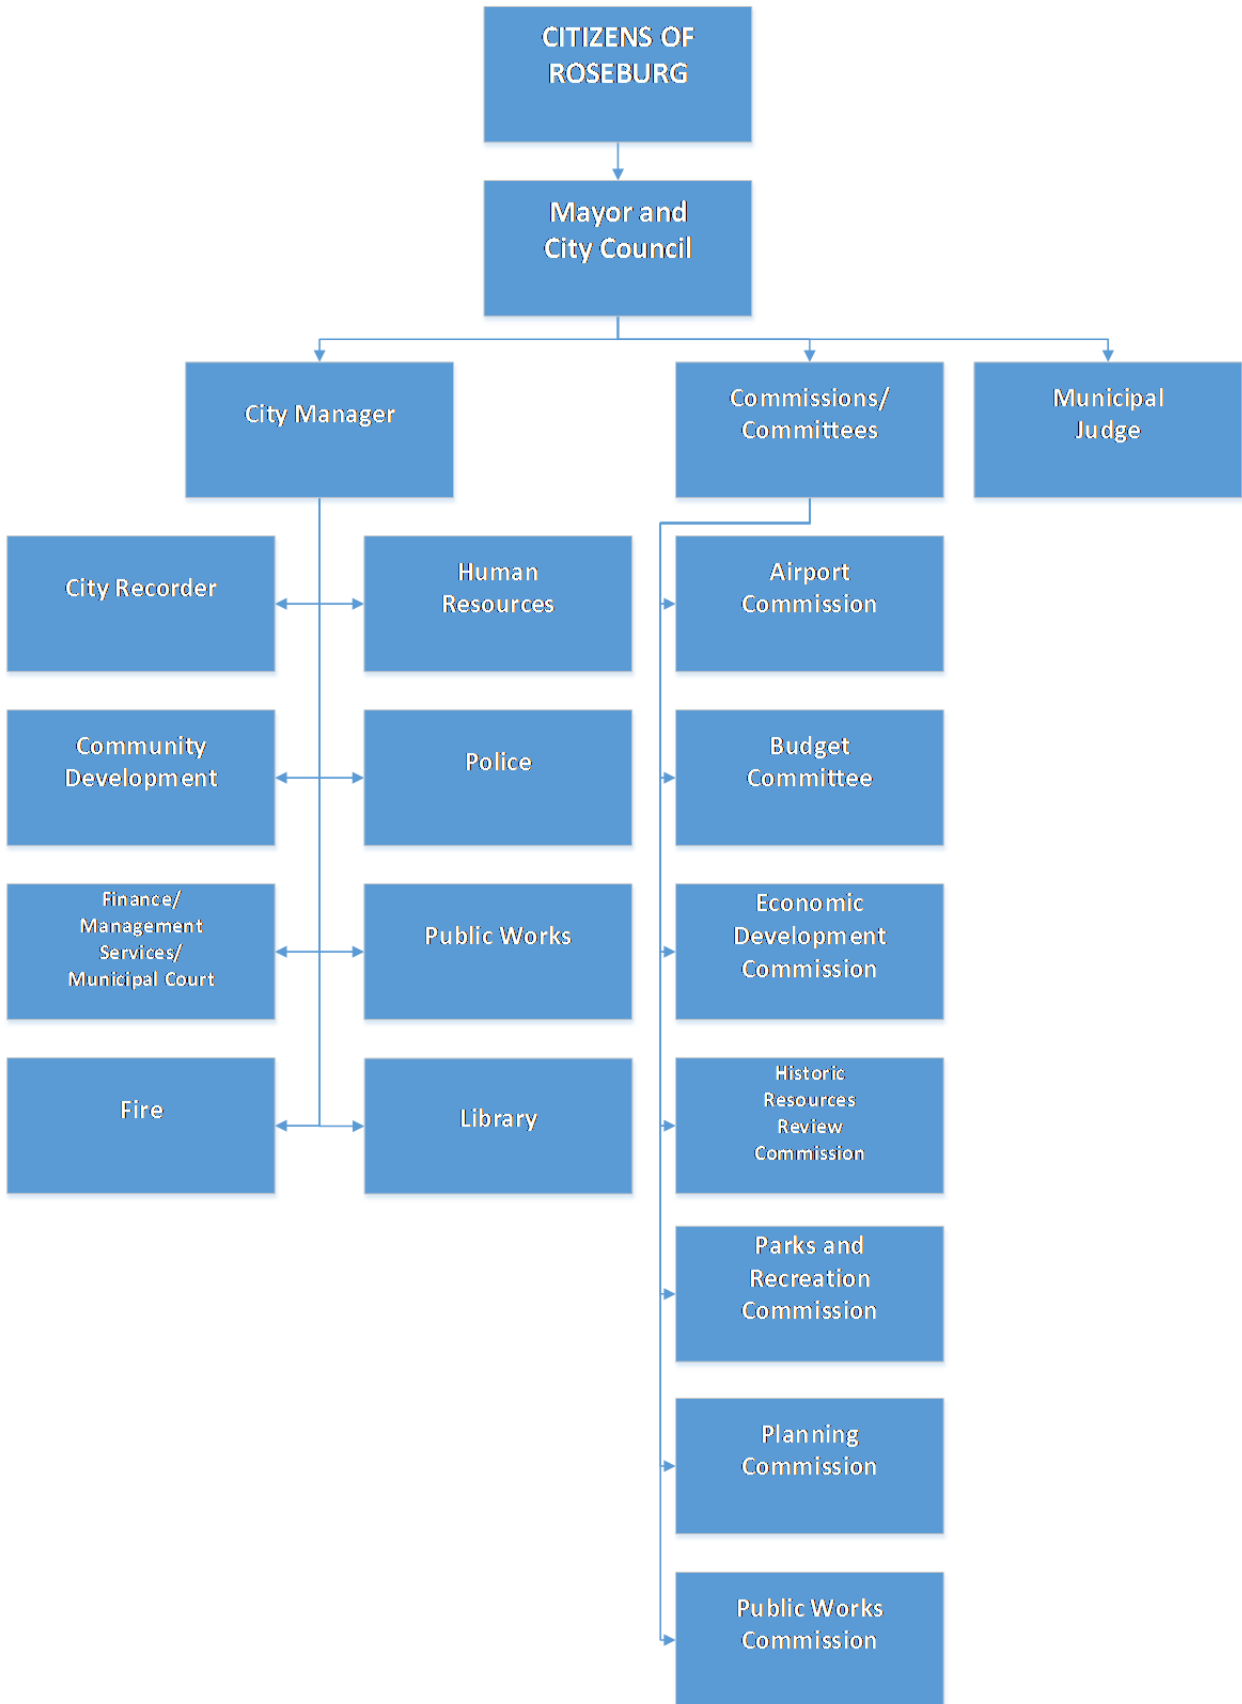 CITIZENS OF
ROSEBURG
Mayor and
City Council
City Manager
Commissions/
Committees
Municipal
Judge
City Recorder
Human
Resources
Airport
Commission
Community
Development
Police
Budget
Committee
Finance/
Management
Services/
Municipal Court
Public Works
Economic
Development
Commission
Fire
Library
Historic
Resources
Review
Commission
Parks and
Recreation
Commission
Planning
Commission
Public Works
Commission